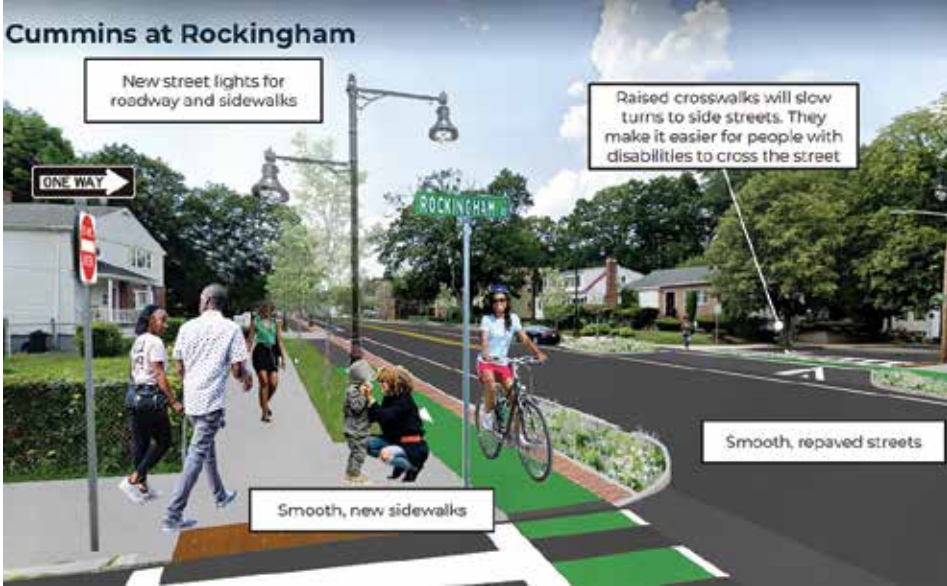 Cummins at Rockingham
New street lights for
roadway and sidewalks
Raised crosswalks will slow
turns to side streets. They
make it easier for people with
disabilities to cross the street
ONE WAY
ROCKINGHAM
Smooth, repaved streets
Smooth, new sidewalks